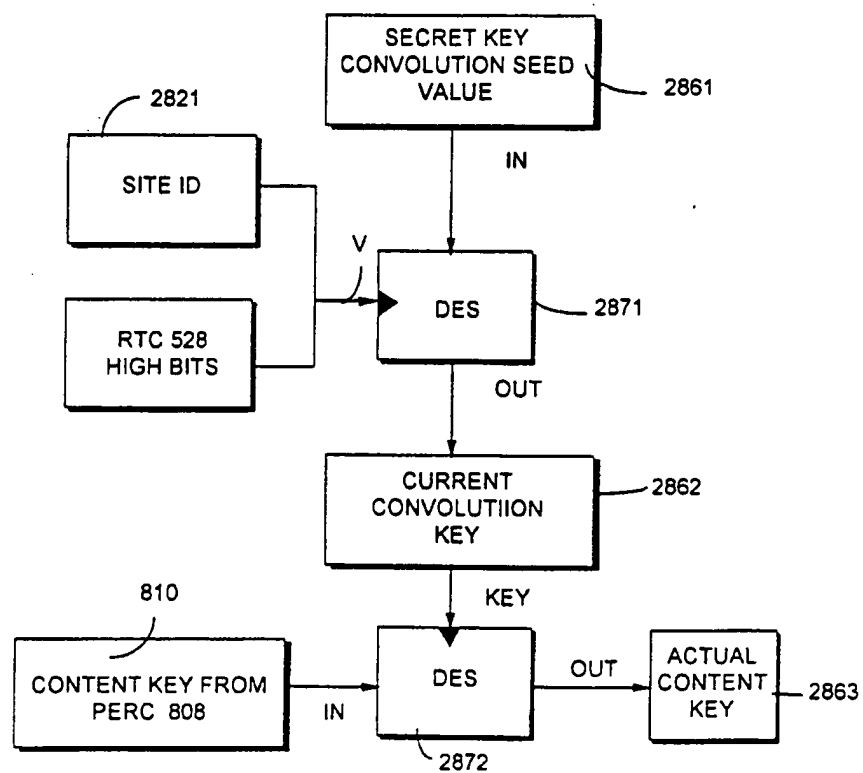 SECRET KEY
CONVOLUTION SEED
VALUE
2861
2821
SITE ID
IN
V
DES
2871
RTC 528
HIGH BITS
OUT
CURRENT
CONVOLUTIION
KEY
2862
KEY
810
CONTENT KEY FROM
PERC 808
IN
DES
2872
OUT
ACTUAL
CONTENT
KEY
2863